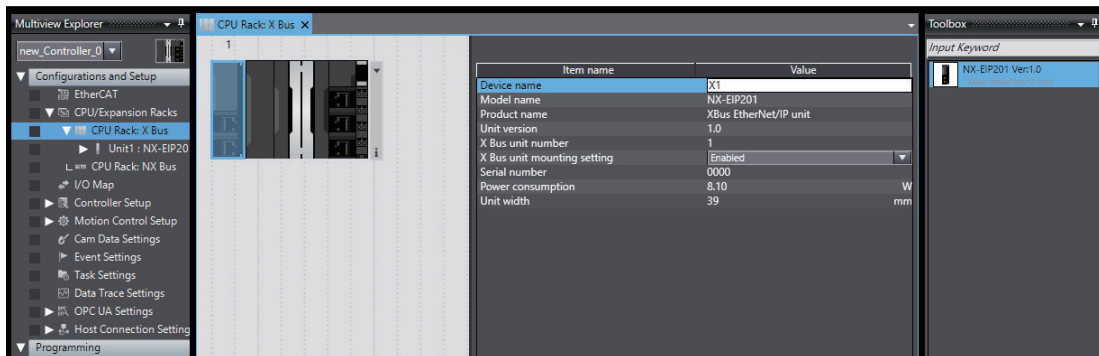 Multiview Explorer
new_Controller_0
Configurations and Setup
EtherCAT
CPU/Expansion Racks
CPU Rack: X Bus
Unit1 : NX-EIP20
CPU Rack: NX Bus
I/O Map
Controller Setup
Motion Control Setup
Cam Data Settings
Event Settings
Task Settings
Data Trace Settings
OPC UA Settings
Host Connection Setting
Programming
CPU Rack: X Bus
1
Item name Value
Device name X1
Model name NX-EIP201
Product name XBus EtherNet/IP unit
Unit version 1.0
X Bus unit number 1
X Bus unit mounting setting Enabled
Serial number 0000
Power consumption 8.10 W
Unit width 39 mm
Toolbox
Input Keyword
NX-EIP201 Ver:1.0